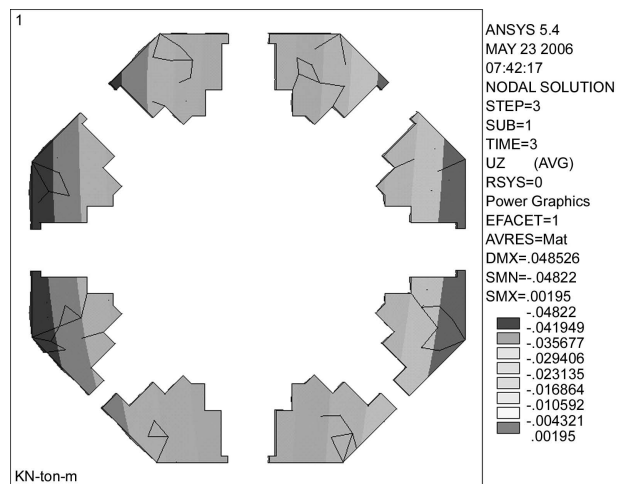 1
ANSYS 5.4
MAY 23 2006
07:42:17
NODAL SOLUTION
STEP=3
SUB=1
TIME=3
UZ (AVG)
RSYS=0
Power Graphics
EFACET=1
AVRES=Mat
DMX=.048526
SMN=-.04822
SMX=.00195
-.04822
-.041949
-.035677
-.029406
-.023135
-.016864
-.010592
-.004321
.00195
KN-ton-m